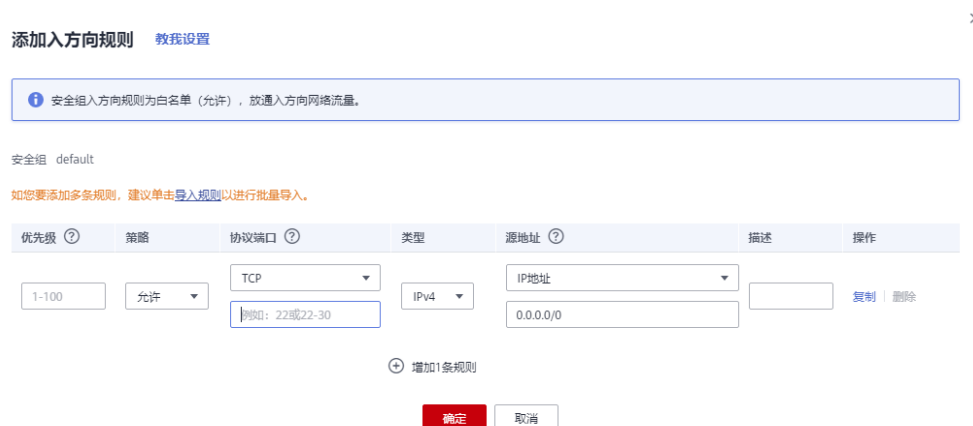 添加入方向规则 教我设置
安全组入方向规则为白名单（允许），放通入方向网络流量。
安全组 default
如您要添加多条规则，建议单击导入规则以进行批量导入。
优先级 ? 策略 协议端口 ? 类型 源地址 ? 描述 操作
TCP IP地址
1-100 允许 IPv4 复制 删除
例如：22或22-30 0.0.0.0/0
增加1条规则
确定 取消